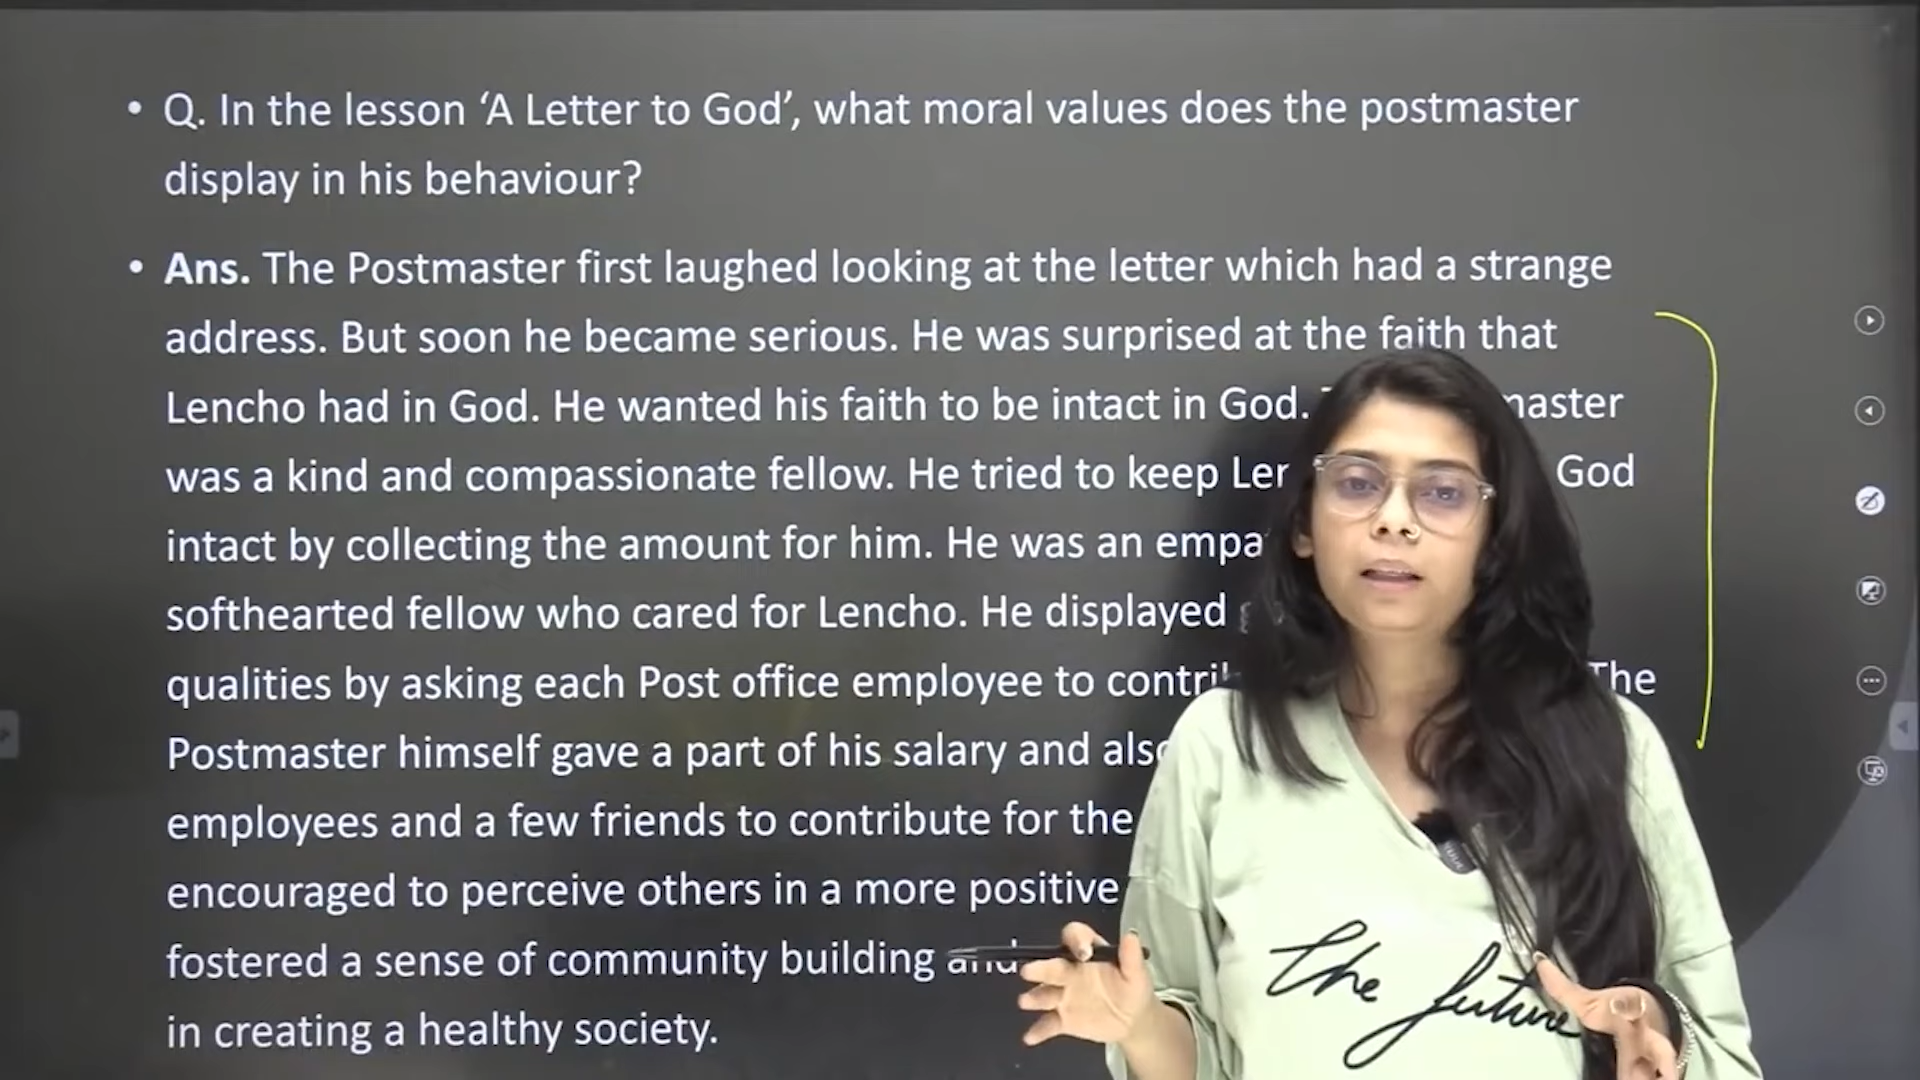 • Q. In the lesson ‘A Letter to God’, what moral values does the postmaster
display in his behaviour?
• Ans. The Postmaster first laughed looking at the letter which had a strange
address. But soon he became serious. He was surprised at the faith that
Lencho had in God. He wanted his faith to be intact in God.
was a kind and compassionate fellow. He tried to keep God
intact by collecting the amount for him. He was an
softhearted fellow who cared for Lencho. He displayed
qualities by asking each Post office employee to The
Postmaster himself gave a part of his salary and
employees and a few friends to contribute for the
encouraged to perceive others in a more positive
fostered a sense of community building and
in creating a healthy society.
the future